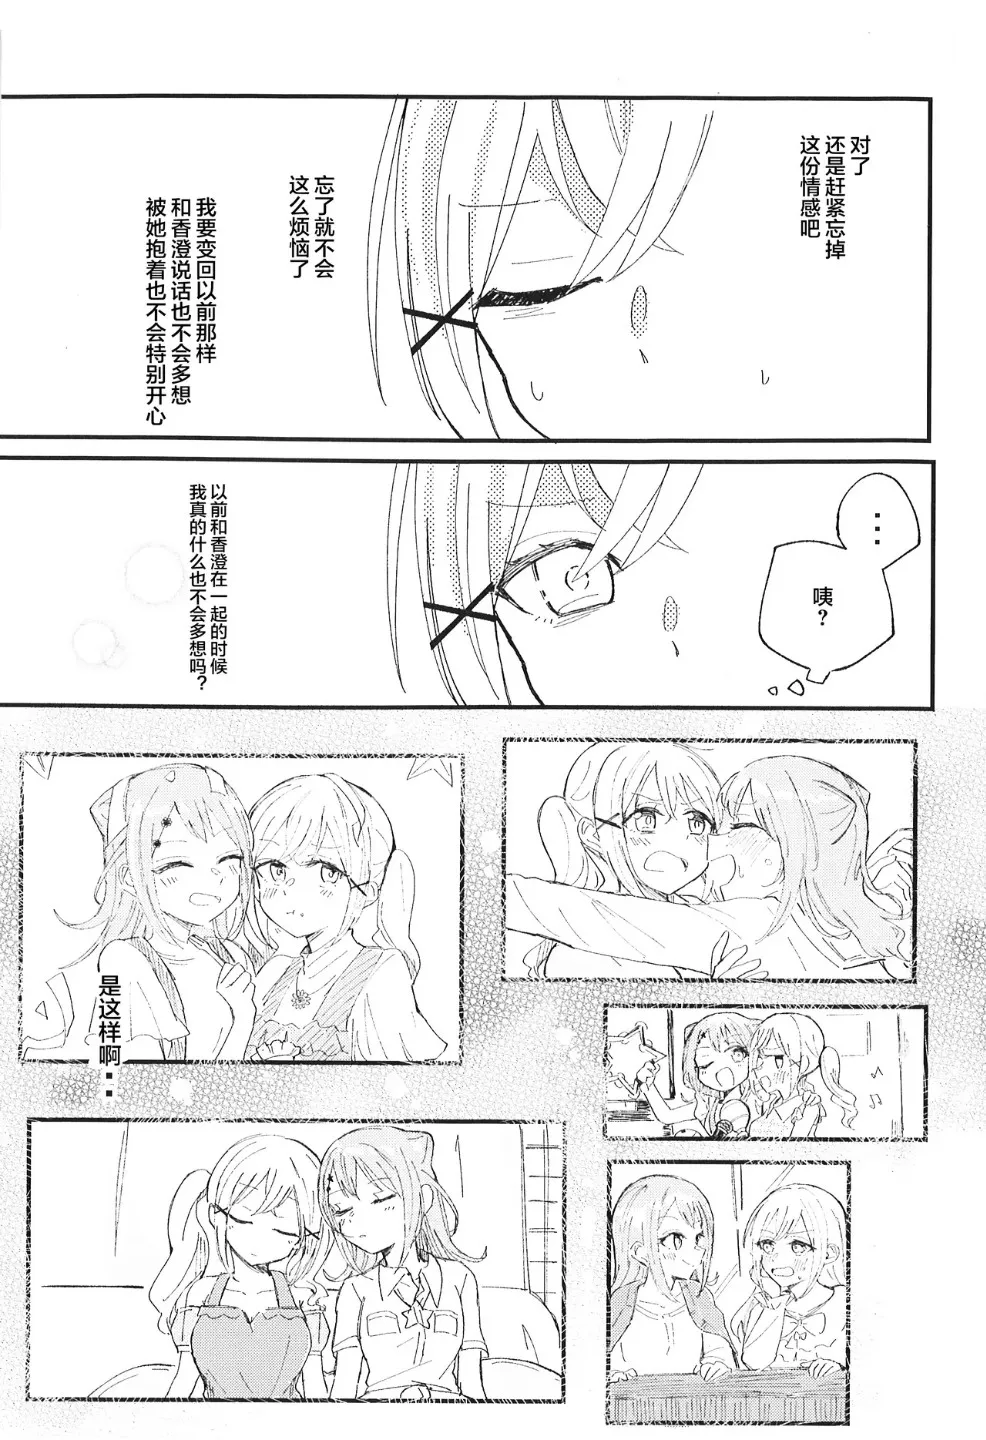 对了
还是赶紧忘掉
这份情感吧
忘了就不会
这么烦恼了
我要变回以前那样
和香澄说话也不会多想
被她抱着也不会特别开心
…
咦？
以前和香澄在一起的时候
我真的什么也不会多想吗？
是这样啊…